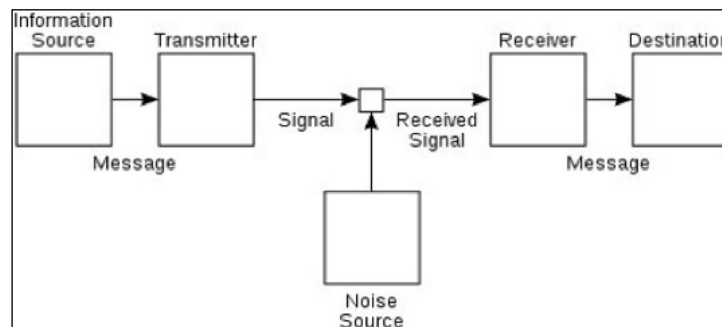 Information
Source
Transmitter
Receiver
Destination
Signal
Received
Signal
Message
Message
Noise
Source